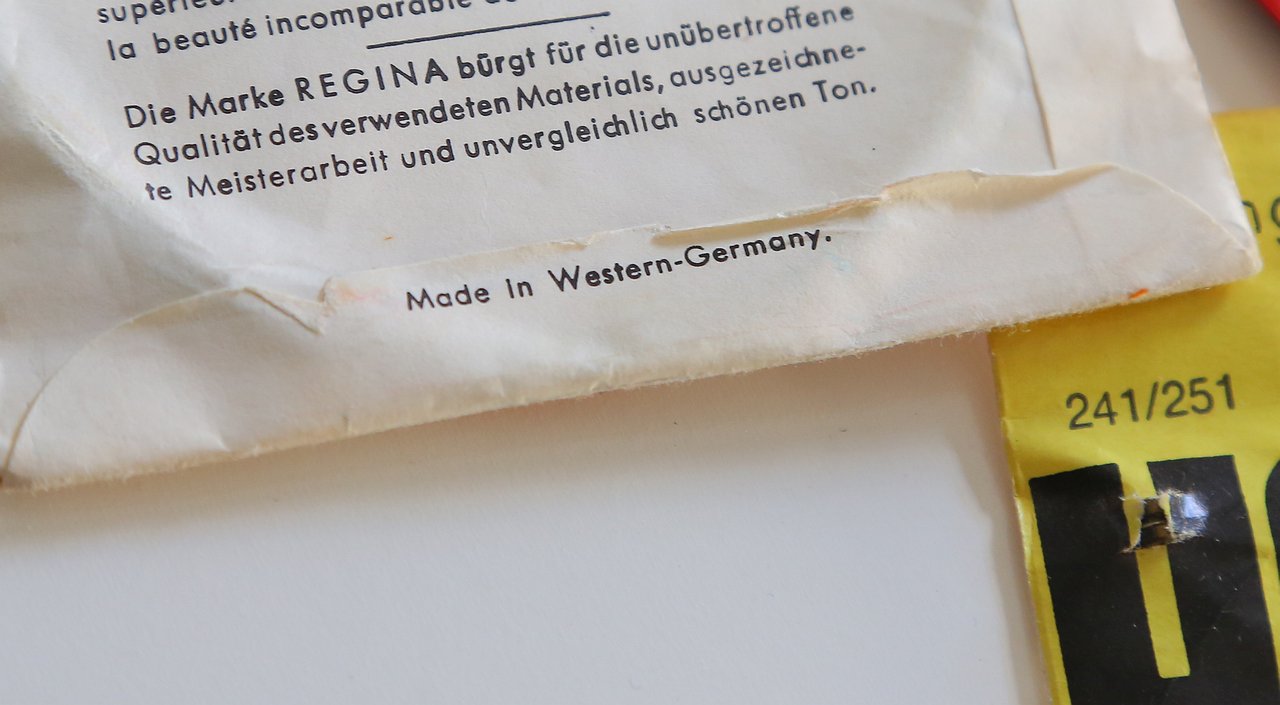 la beauté incomparable
Die Marke REGINA bürgt für die unübertroffene
Qualität des verwendeten Materials, ausgezeichne-
te Meisterarbeit und unvergleichlich schönen Ton.
Made in Western-Germany.
241/251